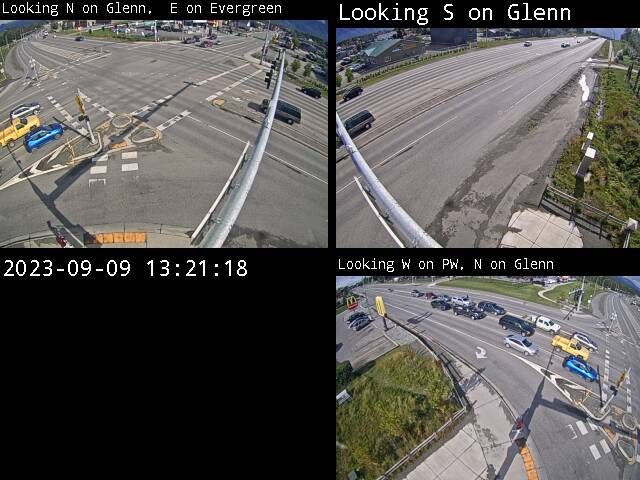 Looking N on Glenn, E on Evergreen
Looking S on Glenn
2023-09-09 13:21:18
Looking W on PW, N on Glenn